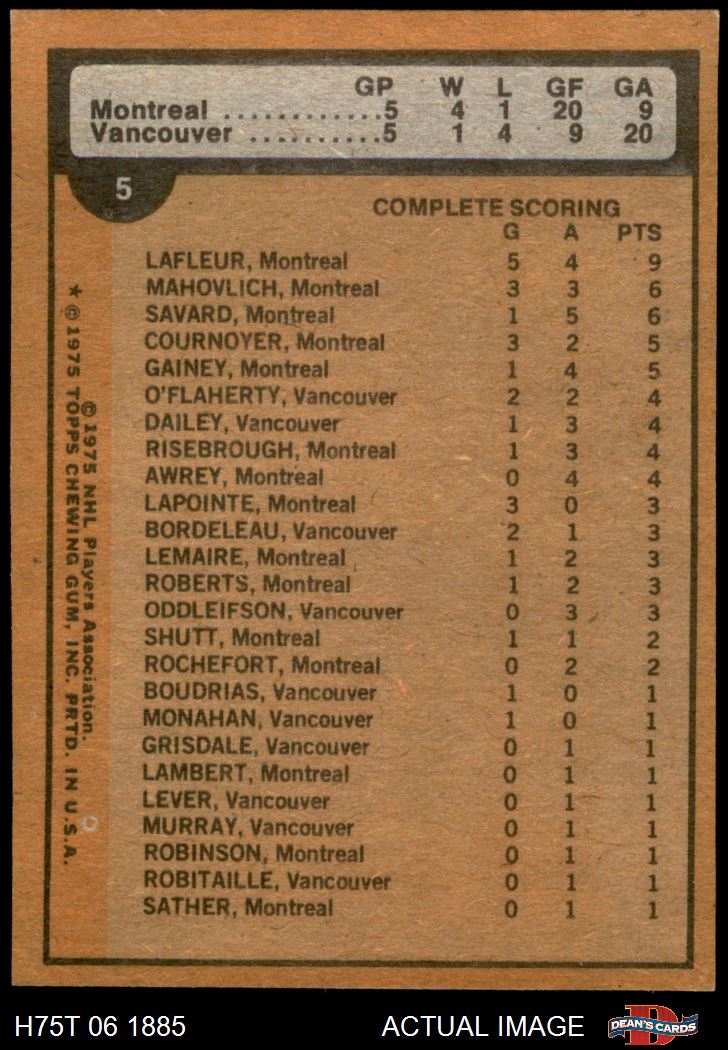 GP W L GF GA
Montreal ............5 4 1 20 9
Vancouver ..........5 1 4 9 20
5
COMPLETE SCORING
G A PTS
LAFLEUR, Montreal 5 4 9
MAHOVLICH, Montreal 3 3 6
SAVARD, Montreal 1 5 6
COURNOYER, Montreal 3 2 5
GAINEY, Montreal 1 4 5
O'FLAHERTY, Vancouver 2 2 4
DAILEY, Vancouver 1 3 4
RISEBROUGH, Montreal 1 3 4
AWREY, Montreal 0 4 4
LAPOINTE, Montreal 3 0 3
BORDELEAU, Vancouver 2 1 3
LEMAIRE, Montreal 1 2 3
ROBERTS, Montreal 1 2 3
ODDLEIFSON, Vancouver 0 3 3
SHUTT, Montreal 1 1 2
ROCHEFORT, Montreal 0 2 2
BOUDRIAS, Vancouver 1 0 1
MONAHAN, Vancouver 1 0 1
GRISDALE, Vancouver 0 1 1
LAMBERT, Montreal 0 1 1
LEVER, Vancouver 0 1 1
MURRAY, Vancouver 0 1 1
ROBINSON, Montreal 0 1 1
ROBITAILLE, Vancouver 0 1 1
SATHER, Montreal 0 1 1
© 1975 NHL Players Association.
* © 1975 TOPPS CHEWING GUM, INC. PRTD. IN U.S.A.
H75T 06 1885 ACTUAL IMAGE
D
DEAN'S CARDS